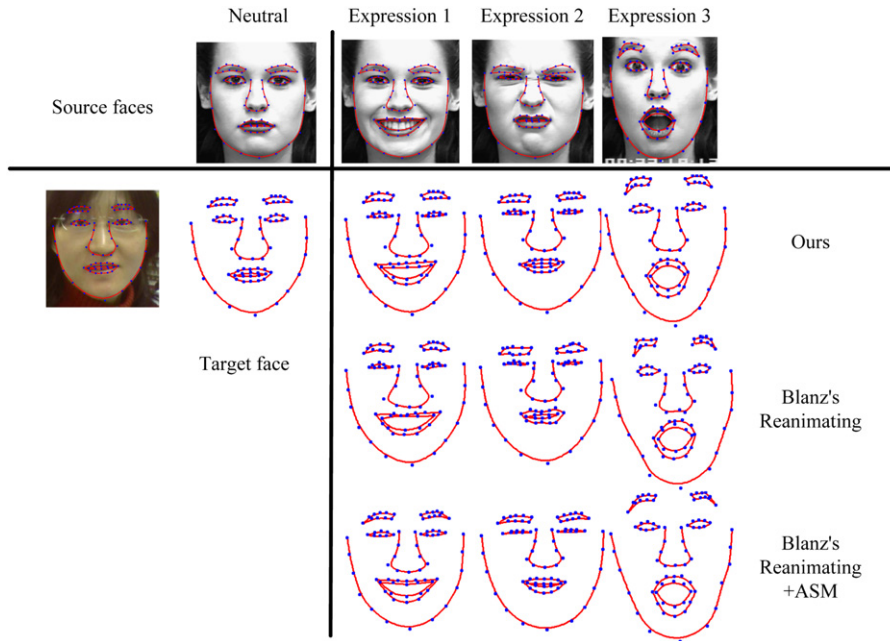 Neutral
Expression 1
Expression 2
Expression 3
Source faces
Ours
Target face
Blanz's
Reanimating
Blanz's
Reanimating
+ASM